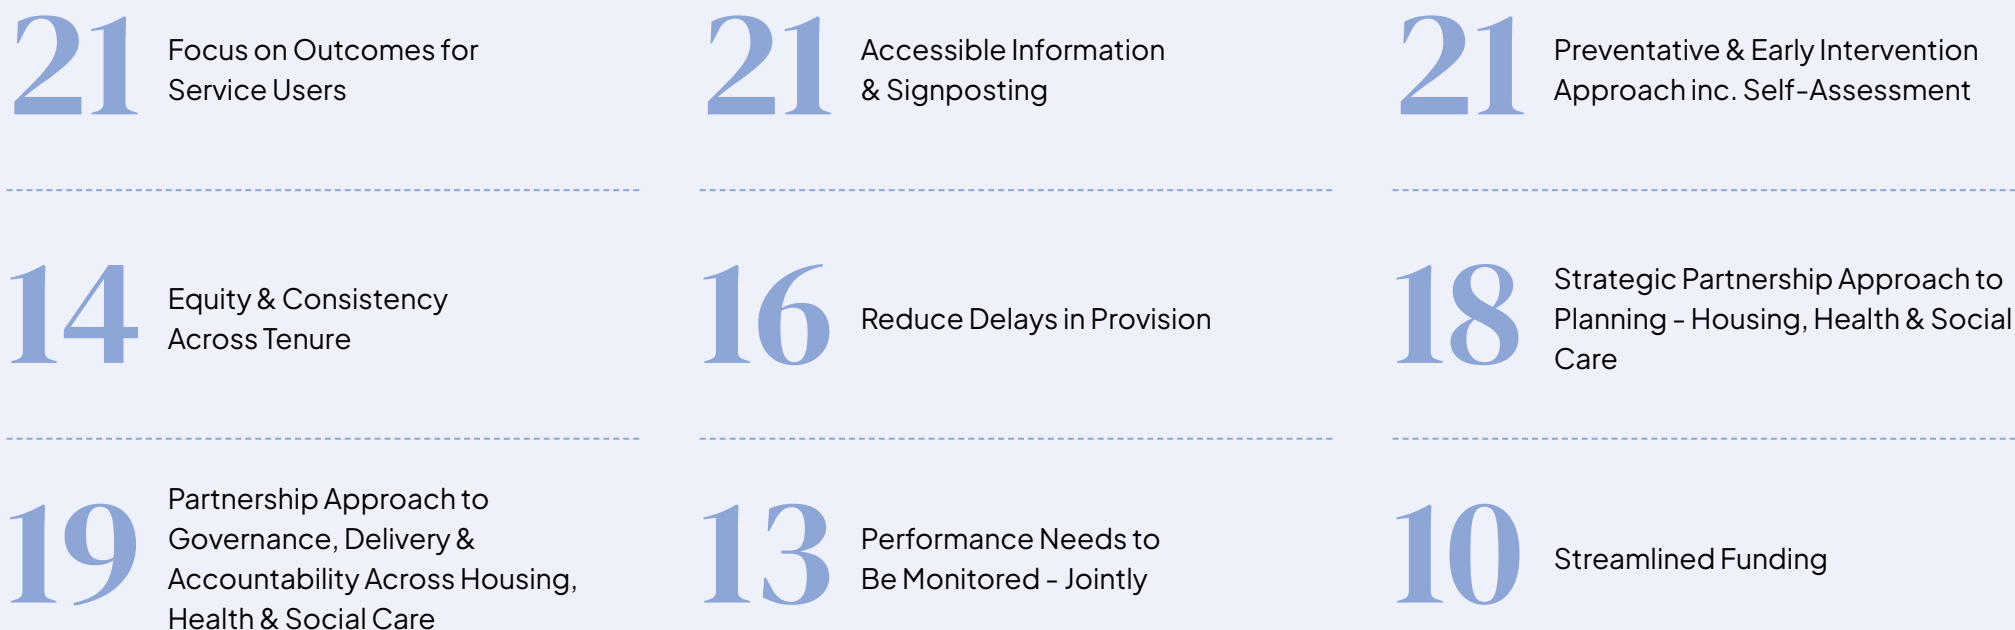 21
Focus on Outcomes for
Service Users
21
Accessible Information
& Signposting
21
Preventative & Early Intervention
Approach inc. Self-Assessment
14
Equity & Consistency
Across Tenure
16
Reduce Delays in Provision
18
Strategic Partnership Approach to
Planning - Housing, Health & Social
Care
19
Partnership Approach to
Governance, Delivery &
Accountability Across Housing,
Health & Social Care
13
Performance Needs to
Be Monitored - Jointly
10
Streamlined Funding